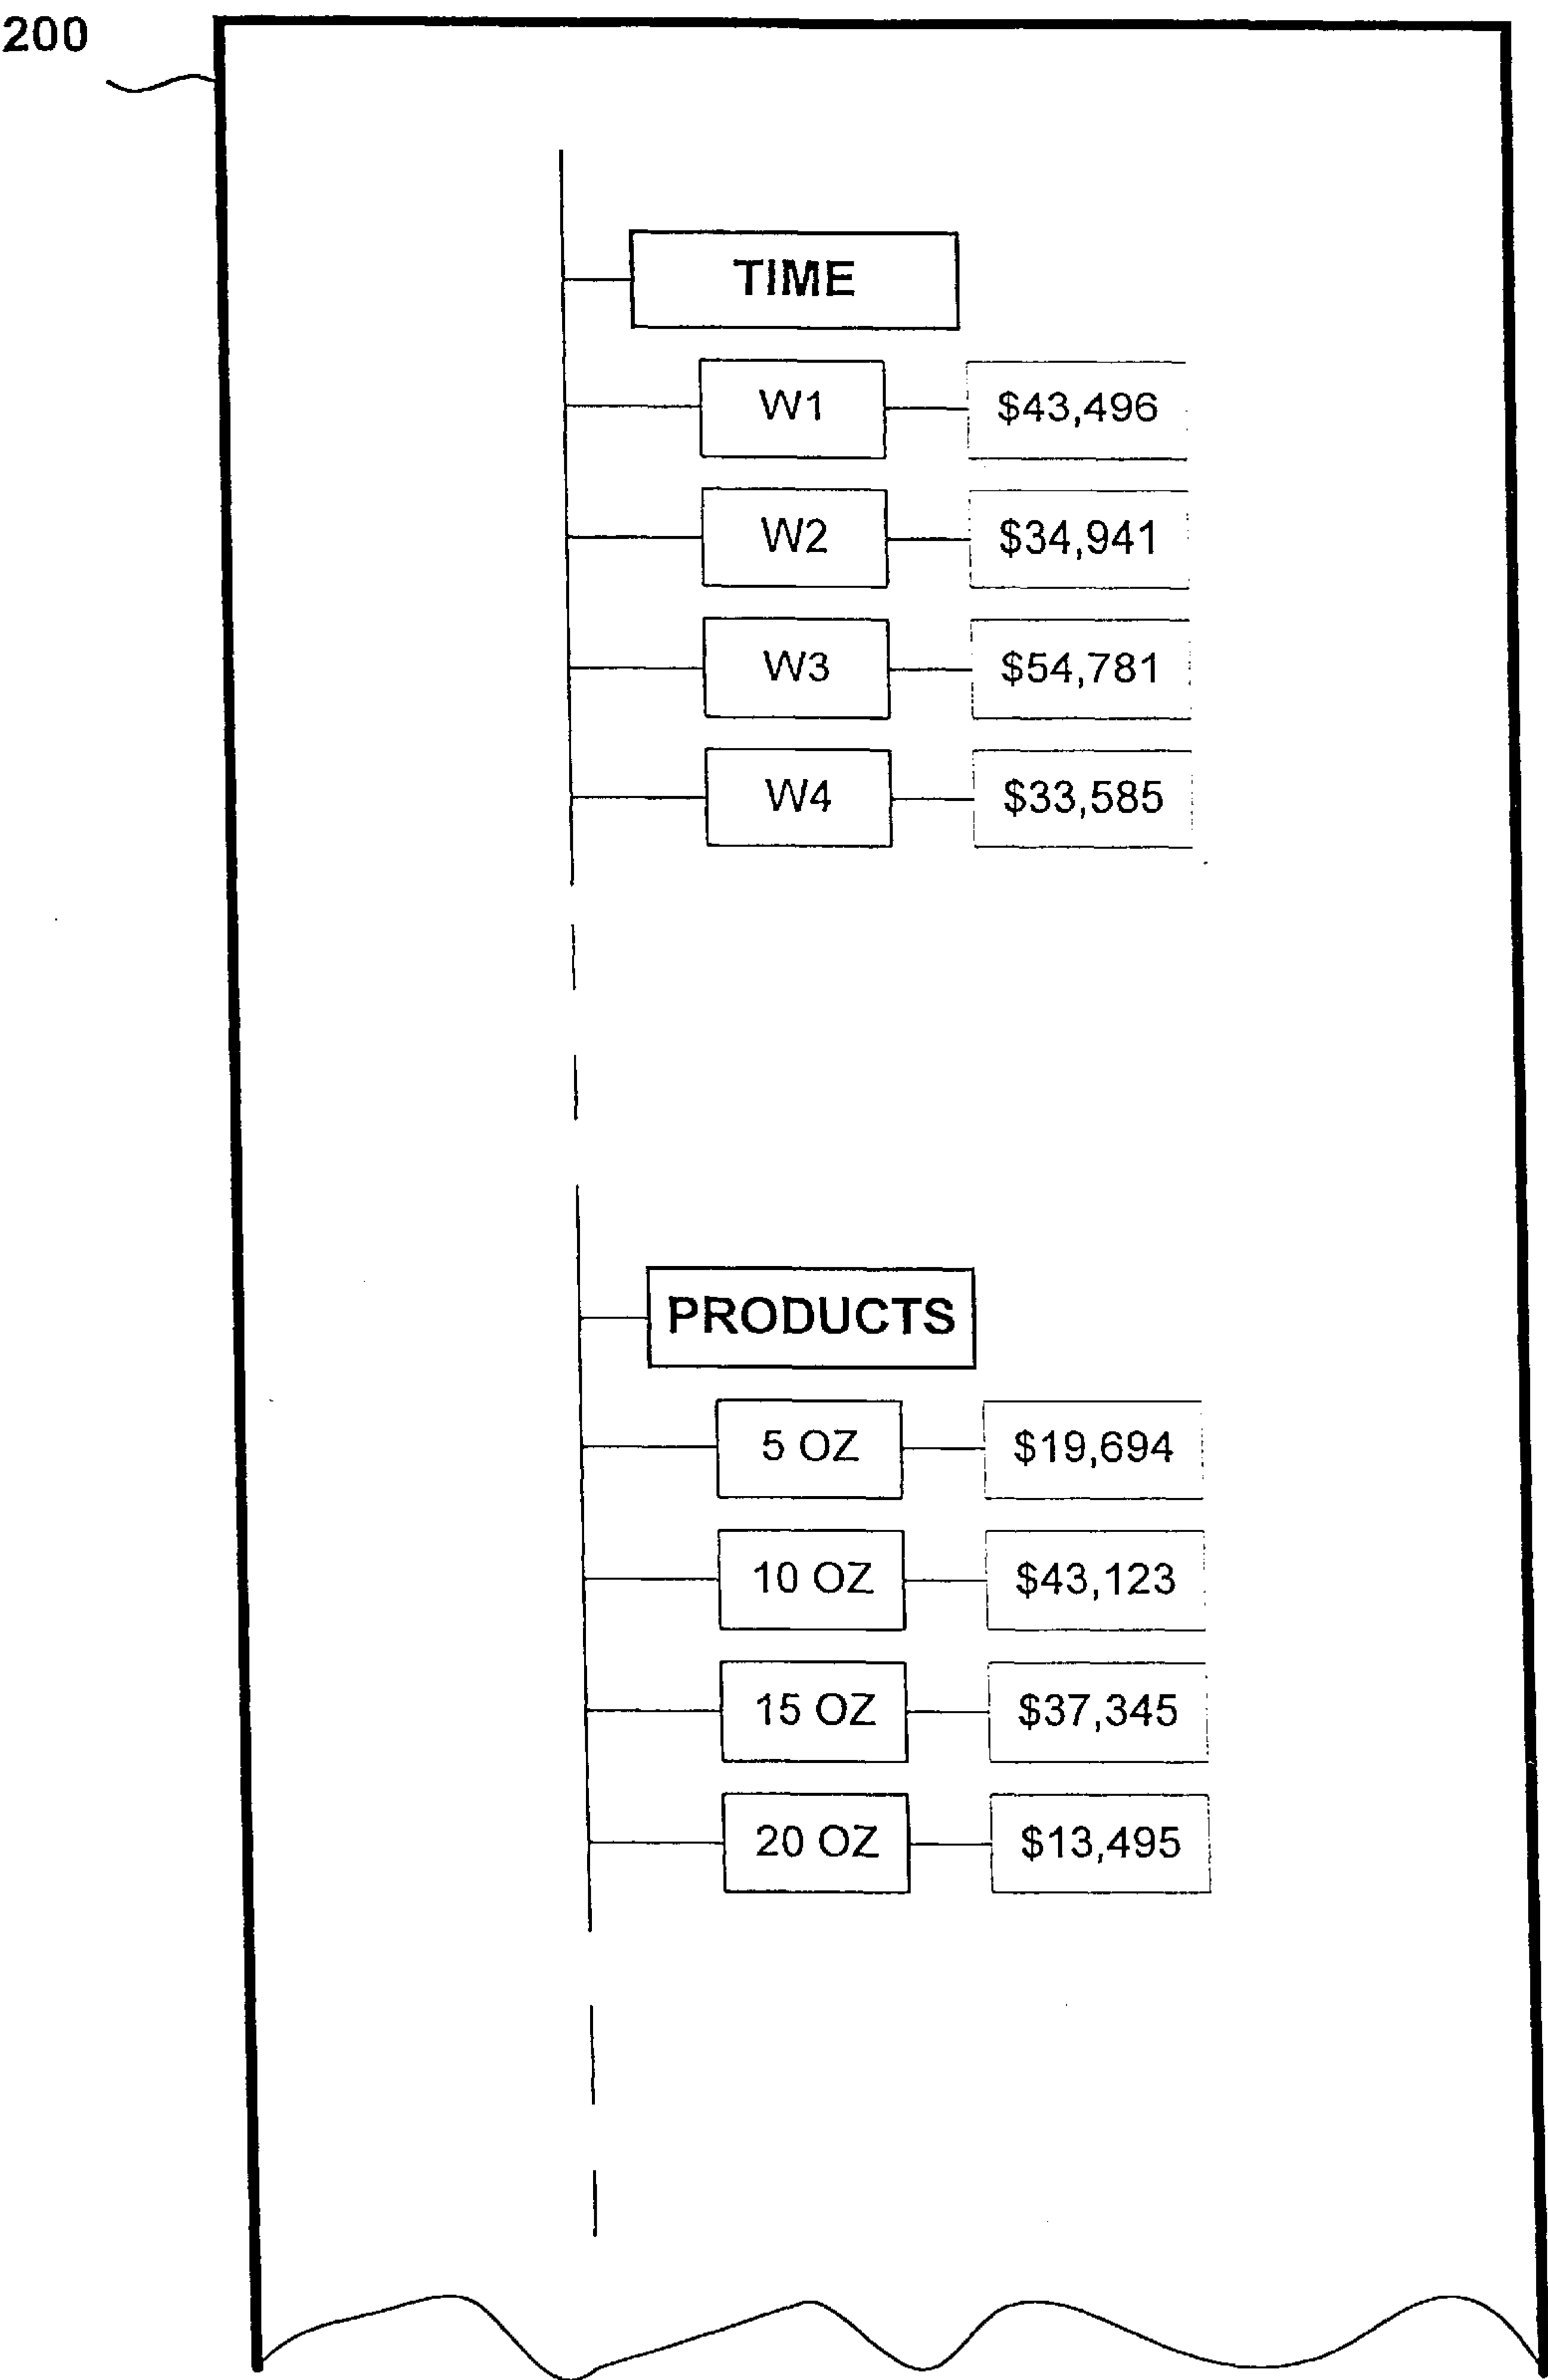 200
TIME
W1 $43,496
W2 $34,941
W3 $54,781
W4 $33,585
PRODUCTS
5 OZ $19,694
10 OZ $43,123
15 OZ $37,345
20 OZ $13,495